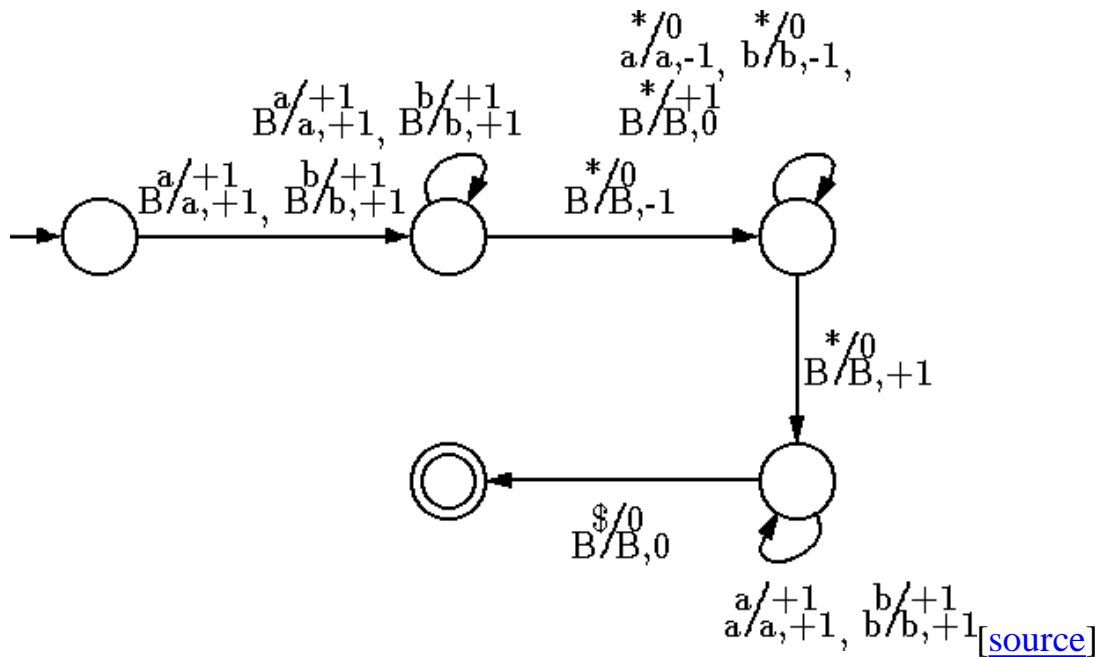 */0 */0
a/a,-1, b/b,-1,
a/+1 b/+1 */+1
B/a,+1, B/b,+1 B/B,0
a/+1 b/+1 */0
B/a,+1, B/b,+1 B/B,-1
*/0
B/B,+1
$/0
B/B,0
a/+1 b/+1
a/a,+1, b/b,+1 [source]